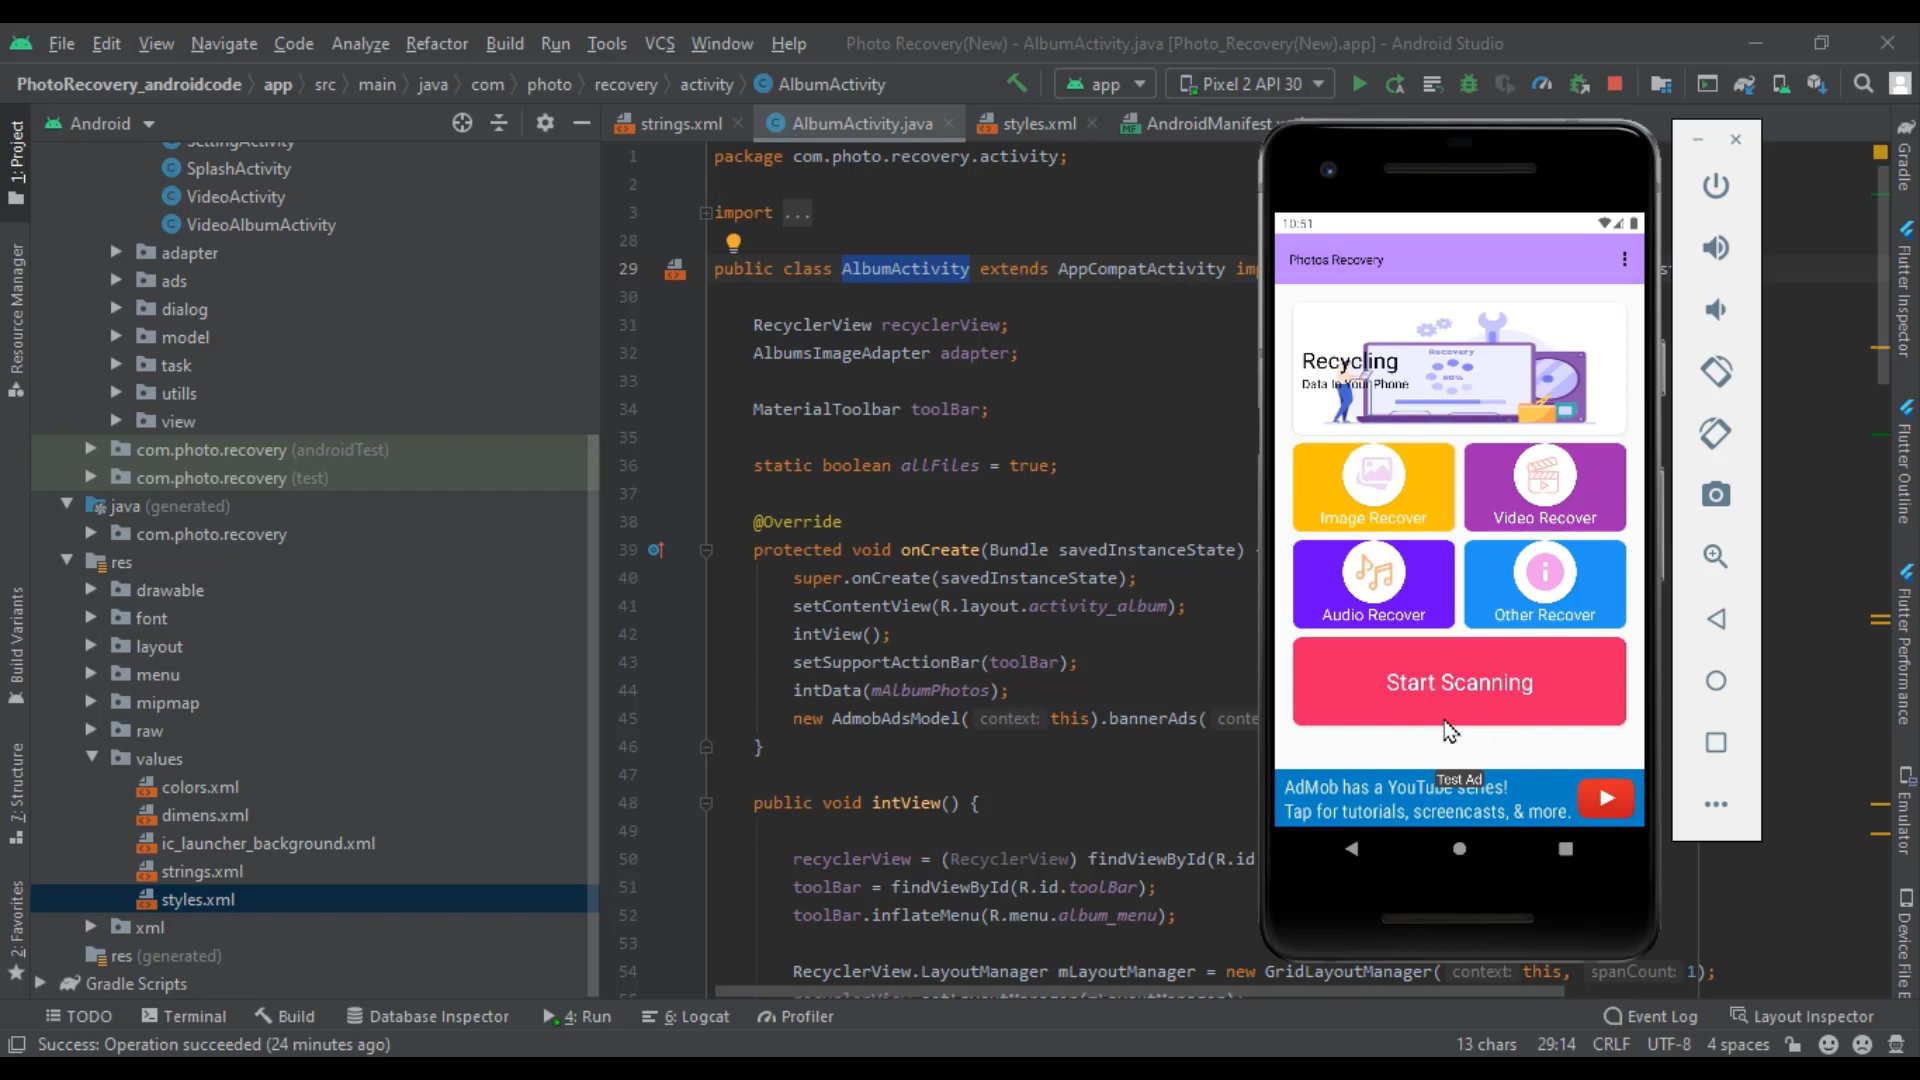 File Edit View Navigate Code Analyze Refactor Build Run Tools VCS Window Help Photo Recovery(New) - AlbumActivity.java [Photo_Recovery(New).app] - Android Studio
PhotoRecovery_androidcode app src main java com photo recovery activity AlbumActivity app Pixel 2 API 30
Android
strings.xml AlbumActivity.java styles.xml AndroidManifest
1: Project
Resource Manager
Build Variants
7: Structure
2: Favorites
SettingActivity
SplashActivity
VideoActivity
VideoAlbumActivity
adapter
ads
dialog
model
task
utills
view
com.photo.recovery (androidTest)
com.photo.recovery (test)
java (generated)
com.photo.recovery
res
drawable
font
layout
menu
mipmap
raw
values
colors.xml
dimens.xml
ic_launcher_background.xml
strings.xml
styles.xml
xml
res (generated)
Gradle Scripts
1 package com.photo.recovery.activity;
2
3 import ...
28
29 public class AlbumActivity extends AppCompatActivity
30
31 RecyclerView recyclerView;
32 AlbumsImageAdapter adapter;
33
34 MaterialToolbar toolBar;
35
36 static boolean allFiles = true;
37
38 @Override
39 protected void onCreate(Bundle savedInstanceState)
40 super.onCreate(savedInstanceState);
41 setContentView(R.layout.activity_album);
42 intView();
43 setSupportActionBar(toolBar);
44 intData(mAlbumPhotos);
45 new AdmobAdsModel( context: this).bannerAds(
46 }
47
48 public void intView() {
49
50 recyclerView = (RecyclerView) findViewById(R.id
51 toolBar = findViewById(R.id.toolBar);
52 toolBar.inflateMenu(R.menu.album_menu);
53
54 RecyclerView.LayoutManager mLayoutManager = new GridLayoutManager( context: this, spanCount: 1);
10:51
Photos Recovery
Recovery
Recycling
Data In Your Phone
Image Recover
Video Recover
Audio Recover
Other Recover
Start Scanning
Test Ad
AdMob has a YouTube series!
Tap for tutorials, screencasts, & more.
Gradle
Flutter Inspector
Flutter Outline
Flutter Performance
Emulator
Device File E
TODO Terminal Build Database Inspector 4: Run 6: Logcat Profiler Event Log Layout Inspector
Success: Operation succeeded (24 minutes ago) 13 chars 29:14 CRLF UTF-8 4 spaces